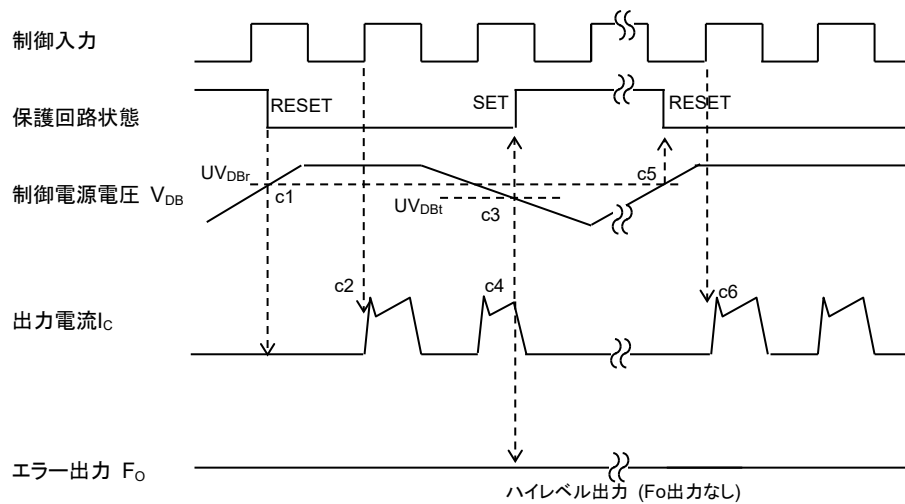 制御入力
保護回路状態
RESET
SET
RESET
制御電源電圧 VDB
UVDBr
c1
UVDBt
c3
c5
出力電流IC
c2
c4
c6
エラー出力 FO
ハイレベル出力 (Fo出力なし)